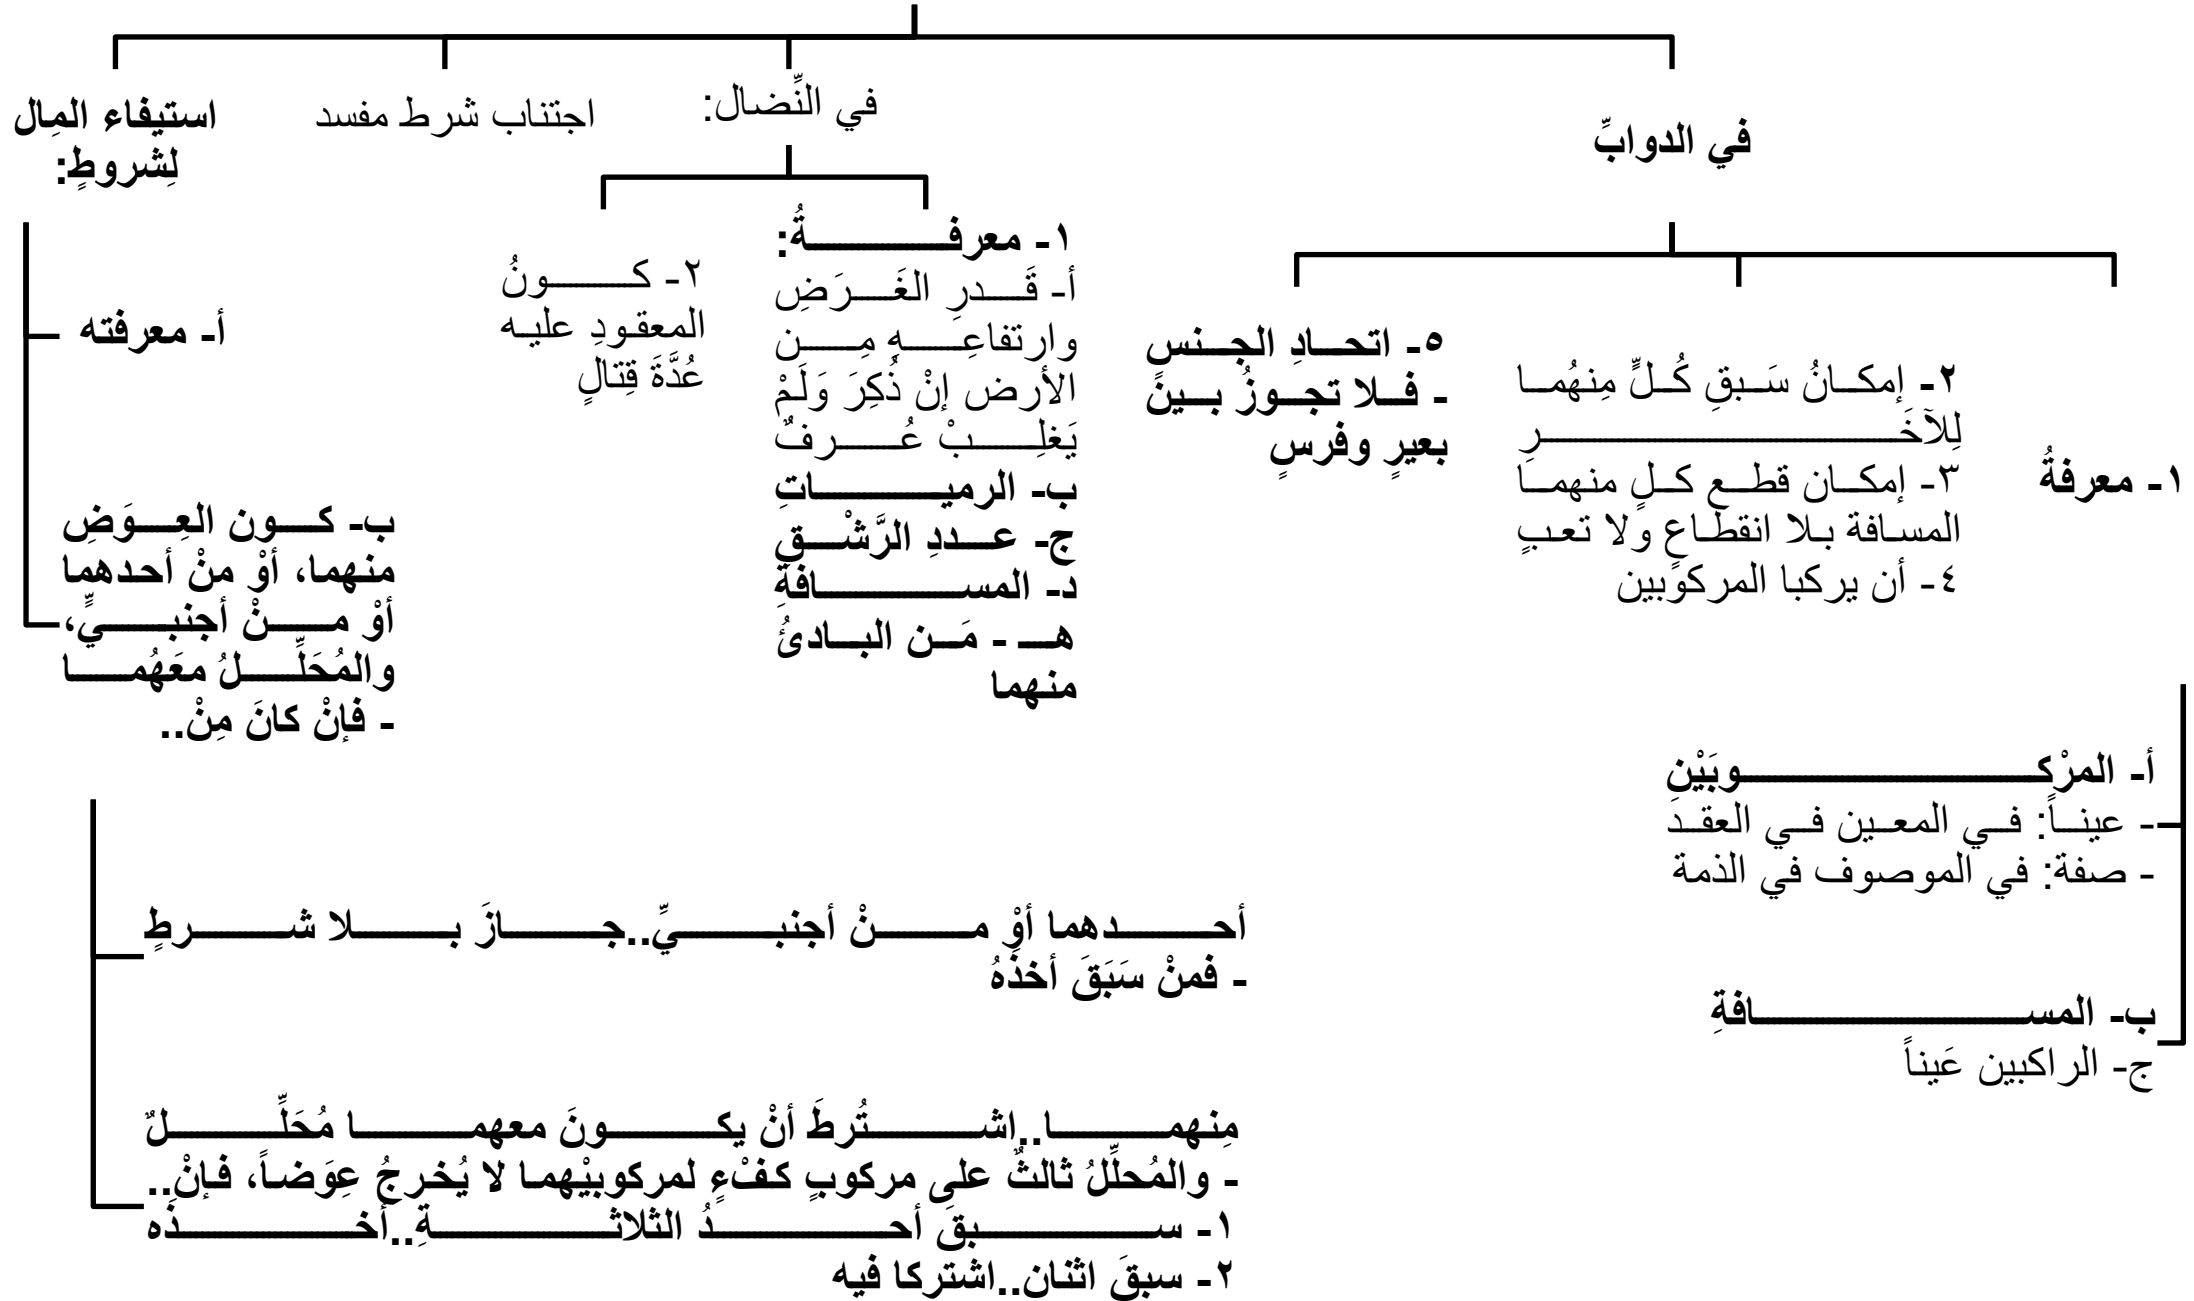 في الدوابِّ
في النِّضال:
اجتناب شرط مفسد
استيفاء المِال
لِشروطٍ:
١- معرفةُ
٢- إمكانُ سَبقِ كُلٍّ مِنهُما
لِلآخَرِ
٣- إمكان قطع كلٍ منهما
المسافة بلا انقطاعٍ ولا تعبٍ
٤- أن يركبا المركوبين
٥- اتحادِ الجنسِ
- فلا تجوزُ بينَ
بعيرٍ وفرسٍ
أ- المرْكوبَيْنِ
- عيناً: في المعين في العقد
- صفة: في الموصوف في الذمة
ب- المسافةِ
ج- الراكبين عَيناً
١- معرفةُ:
أ- قَدرِ الغَرَضِ
وارتفاعِهِ مِن
الأرض إنْ ذُكِرَ وَلَمْ
يَغلِبْ عُرفٌ
ب- الرمياتِ
ج- عددِ الرَّشْقِ
د- المسافةِ
هـ - مَن البادئُ
منهما
٢- كونُ
المعقودِ عليه
عُدَّةَ قِتالٍ
أ- معرفته
ب- كون العِوَضِ
منهما، أوْ منْ أحدهما
أوْ منْ أجنبيٍّ،
والمُحَلِّلُ معَهُما
- فإنْ كانَ مِنْ..
أحدهما أوْ منْ أجنبيٍّ..جازَ بلا شرطٍ
- فمنْ سَبَقَ أخذَهُ
مِنهما..اشتُرطَ أنْ يكونَ معهما مُحَلِّلٌ
- والمُحلِّلُ ثالثٌ على مركوبٍ كفْءٍ لمركوبيْهما لا يُخرجُ عِوَضاً، فإنْ..
١- سبقَ أحدُ الثلاثةِ..أخذَه
٢- سبقَ اثنان..اشتركا فيه